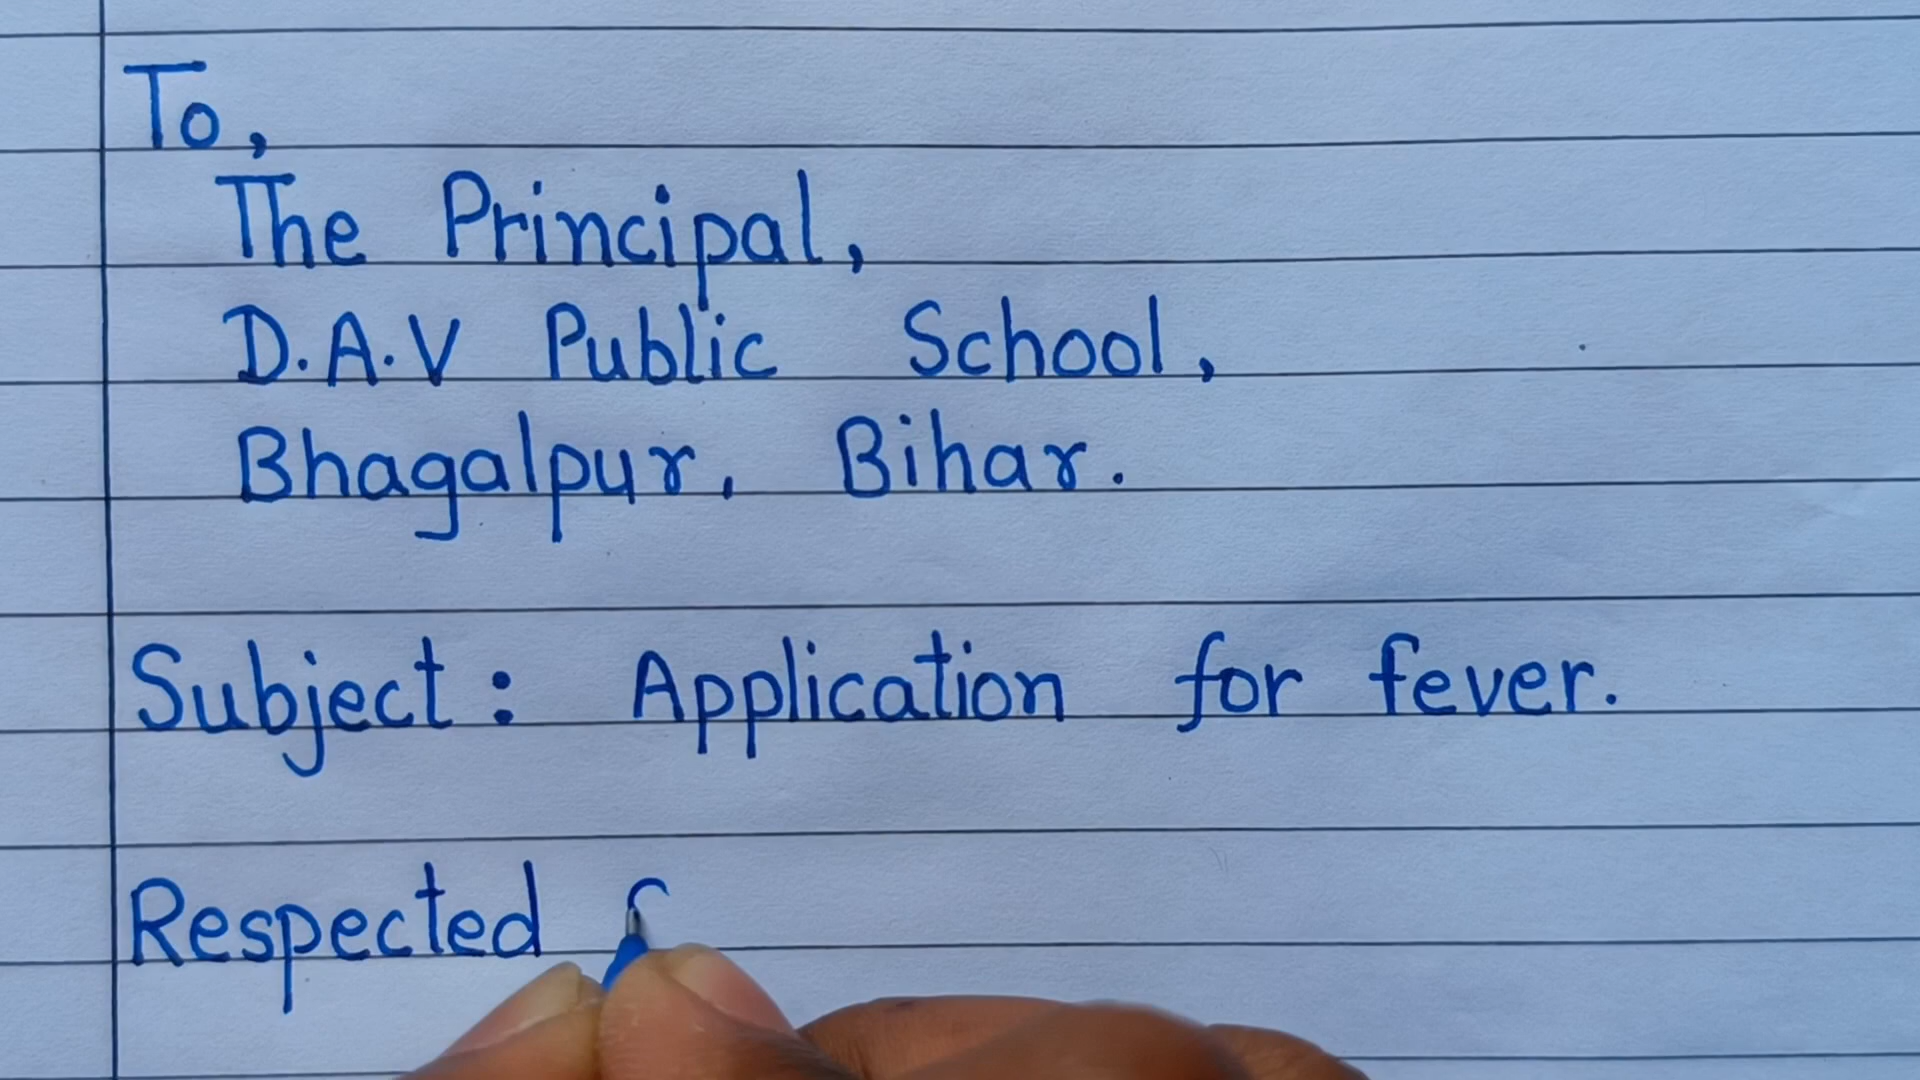 To,
The Principal,
D.A.V Public School,
Bhagalpur, Bihar.
Subject: Application for fever.
Respected